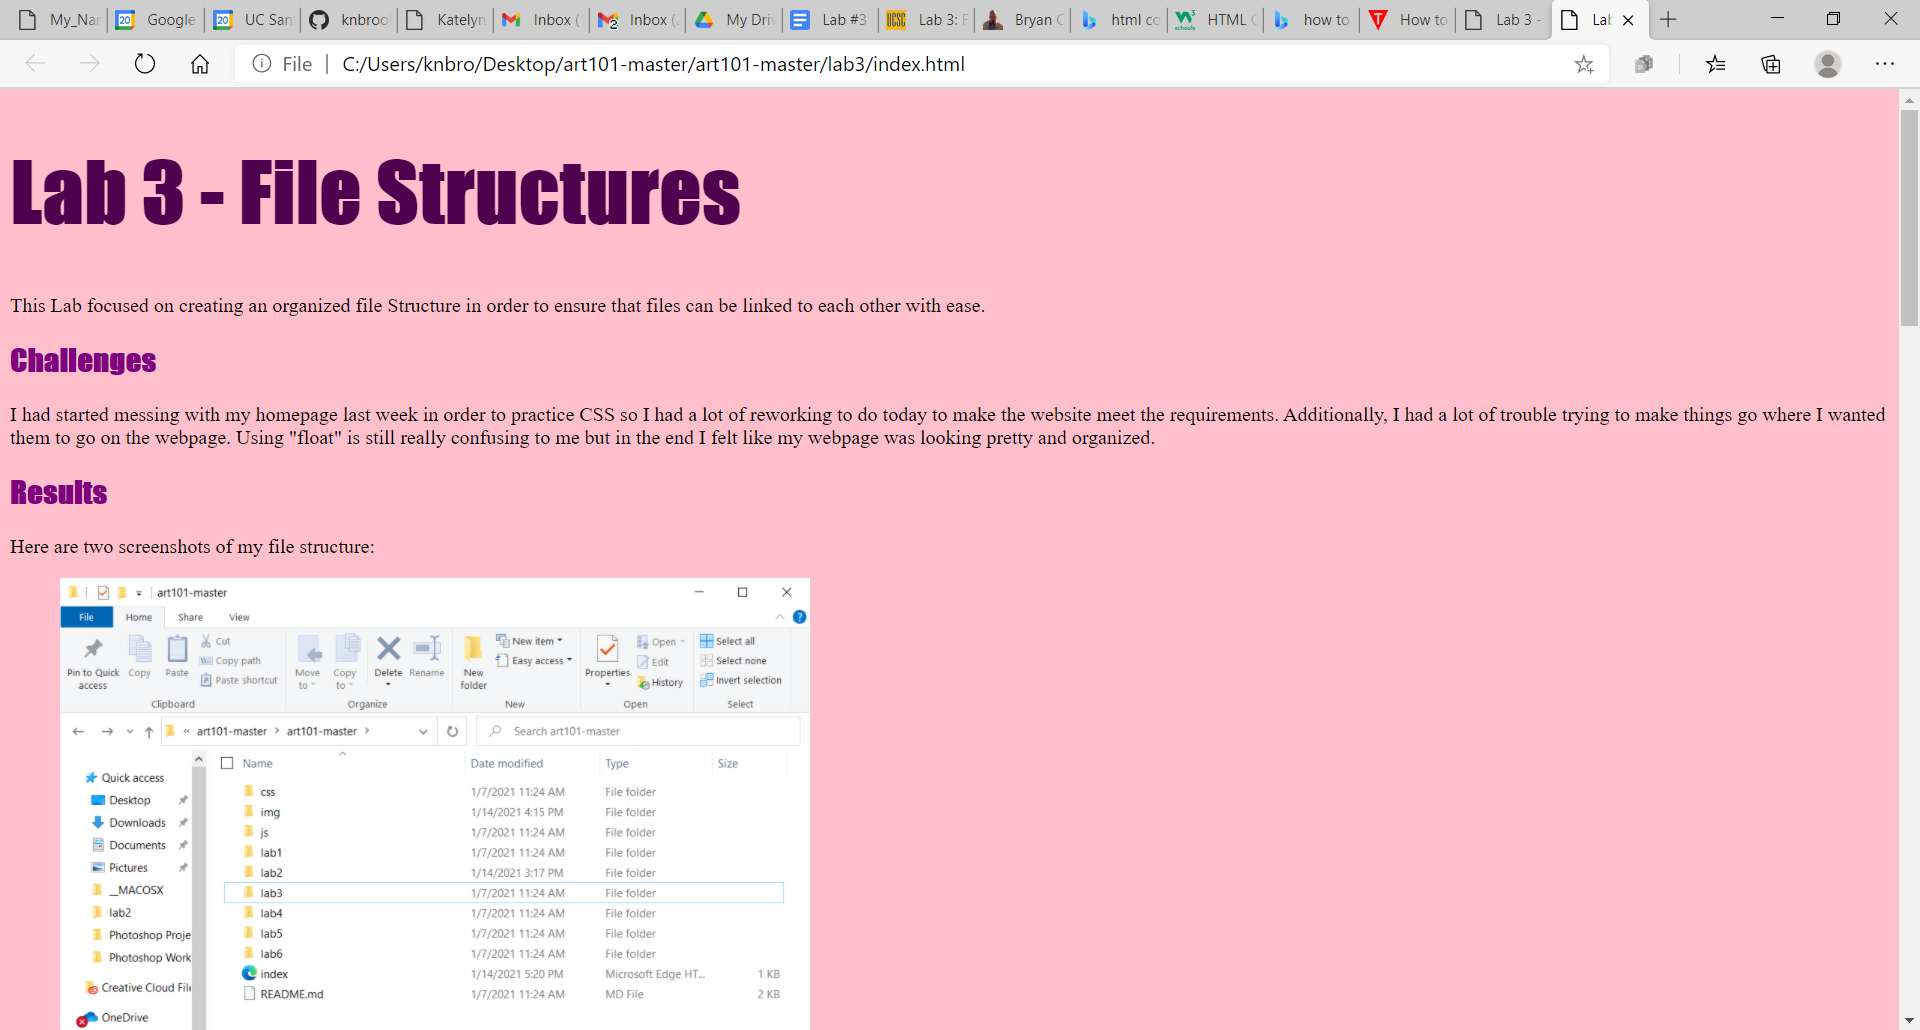 My_Nar
20 Google
20 UC San
knbroo
Katelyn
Inbox (
2 Inbox (2
My Driv
Lab #3
UCSC Lab 3: F
Bryan C
html co
W3 schools HTML C
how to
T How to
Lab 3 -
Lab
File | C:/Users/knbro/Desktop/art101-master/art101-master/lab3/index.html
Lab 3 - File Structures
This Lab focused on creating an organized file Structure in order to ensure that files can be linked to each other with ease.
Challenges
I had started messing with my homepage last week in order to practice CSS so I had a lot of reworking to do today to make the website meet the requirements. Additionally, I had a lot of trouble trying to make things go where I wanted
them to go on the webpage. Using "float" is still really confusing to me but in the end I felt like my webpage was looking pretty and organized.
Results
Here are two screenshots of my file structure:
art101-master
File Home Share View
Pin to Quick access
Copy
Paste
Cut
Copy path
Paste shortcut
Clipboard
Move to
Copy to
Delete
Rename
Organize
New folder
New item
Easy access
New
Properties
Open
Edit
History
Open
Select all
Select none
Invert selection
Select
« art101-master > art101-master >
Search art101-master
Quick access
Desktop
Downloads
Documents
Pictures
__MACOSX
lab2
Photoshop Proje
Photoshop Work
Creative Cloud File
OneDrive
Name Date modified Type Size
css 1/7/2021 11:24 AM File folder
img 1/14/2021 4:15 PM File folder
js 1/7/2021 11:24 AM File folder
lab1 1/7/2021 11:24 AM File folder
lab2 1/14/2021 3:17 PM File folder
lab3 1/7/2021 11:24 AM File folder
lab4 1/7/2021 11:24 AM File folder
lab5 1/7/2021 11:24 AM File folder
lab6 1/7/2021 11:24 AM File folder
index 1/14/2021 5:20 PM Microsoft Edge HT... 1 KB
README.md 1/7/2021 11:24 AM MD File 2 KB